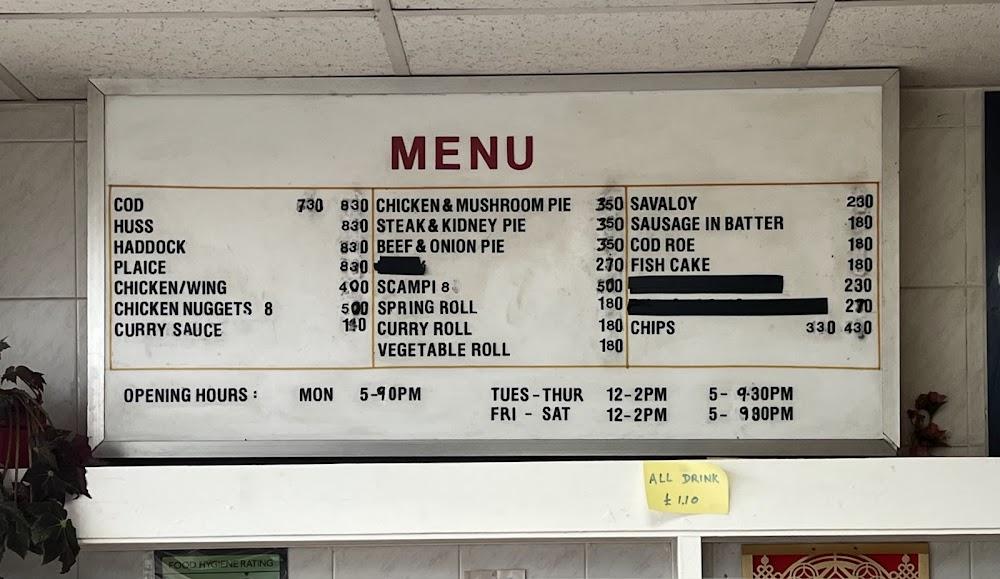 MENU
COD 730 830
HUSS 830
HADDOCK 830
PLAICE 830
CHICKEN/WING 400
CHICKEN NUGGETS 8 500
CURRY SAUCE 110
CHICKEN & MUSHROOM PIE 350
STEAK & KIDNEY PIE 350
BEEF & ONION PIE 350
270
SCAMPI 8 500
SPRING ROLL 180
CURRY ROLL 180
VEGETABLE ROLL 180
SAVALOY 230
SAUSAGE IN BATTER 180
COD ROE 180
FISH CAKE 180
230
270
CHIPS 330 430
OPENING HOURS : MON 5-90PM TUES-THUR 12-2PM 5- 9.30PM
FRI - SAT 12-2PM 5- 930PM
ALL DRINK
£ 1.10
FOOD HYGIENE RATING